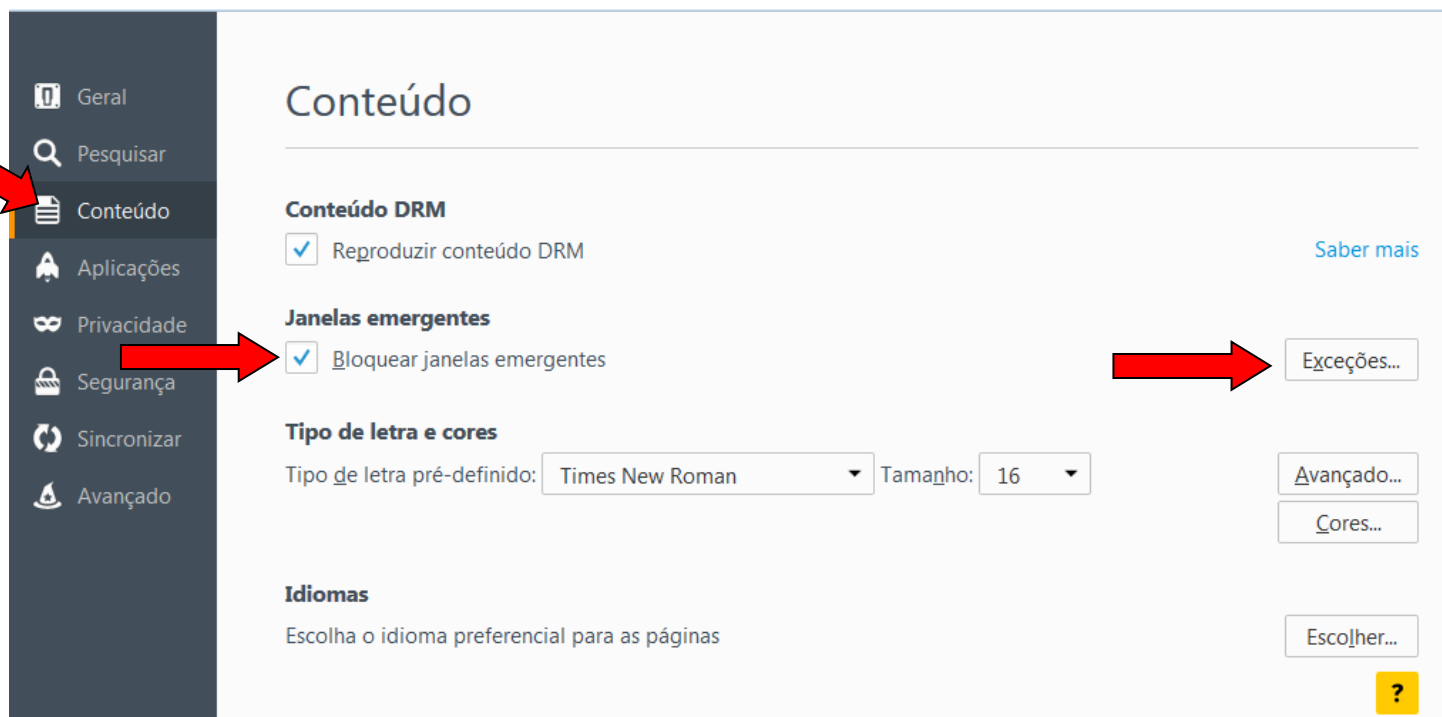 Geral
Pesquisar
Conteúdo
Aplicações
Privacidade
Segurança
Sincronizar
Avançado
Conteúdo
Conteúdo DRM
Reproduzir conteúdo DRM Saber mais
Janelas emergentes
Bloquear janelas emergentes Exceções...
Tipo de letra e cores
Tipo de letra pré-definido: Times New Roman Tamanho: 16 Avançado...
Cores...
Idiomas
Escolha o idioma preferencial para as páginas Escolher...
?